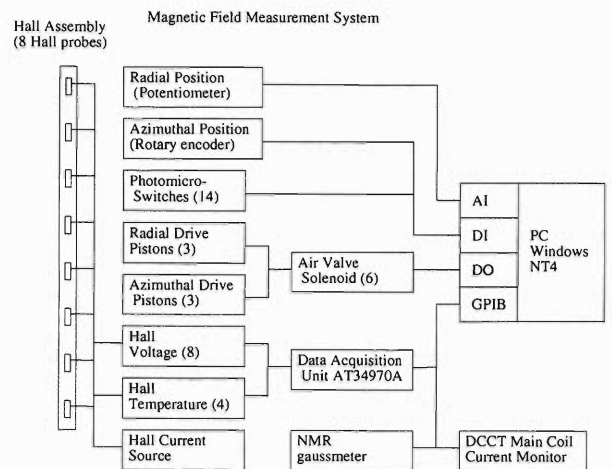 Magnetic Field Measurement System
Hall Assembly
(8 Hall probes)
Radial Position
(Potentiometer)
Azimuthal Position
(Rotary encoder)
Photomicro-
Switches (14)
Radial Drive
Pistons (3)
Azimuthal Drive
Pistons (3)
Air Valve
Solenoid (6)
Hall
Voltage (8)
Hall
Temperature (4)
Data Acquisition
Unit AT34970A
Hall Current
Source
NMR
gaussmeter
DCCT Main Coil
Current Monitor
AI
DI
DO
GPIB
PC
Windows
NT4